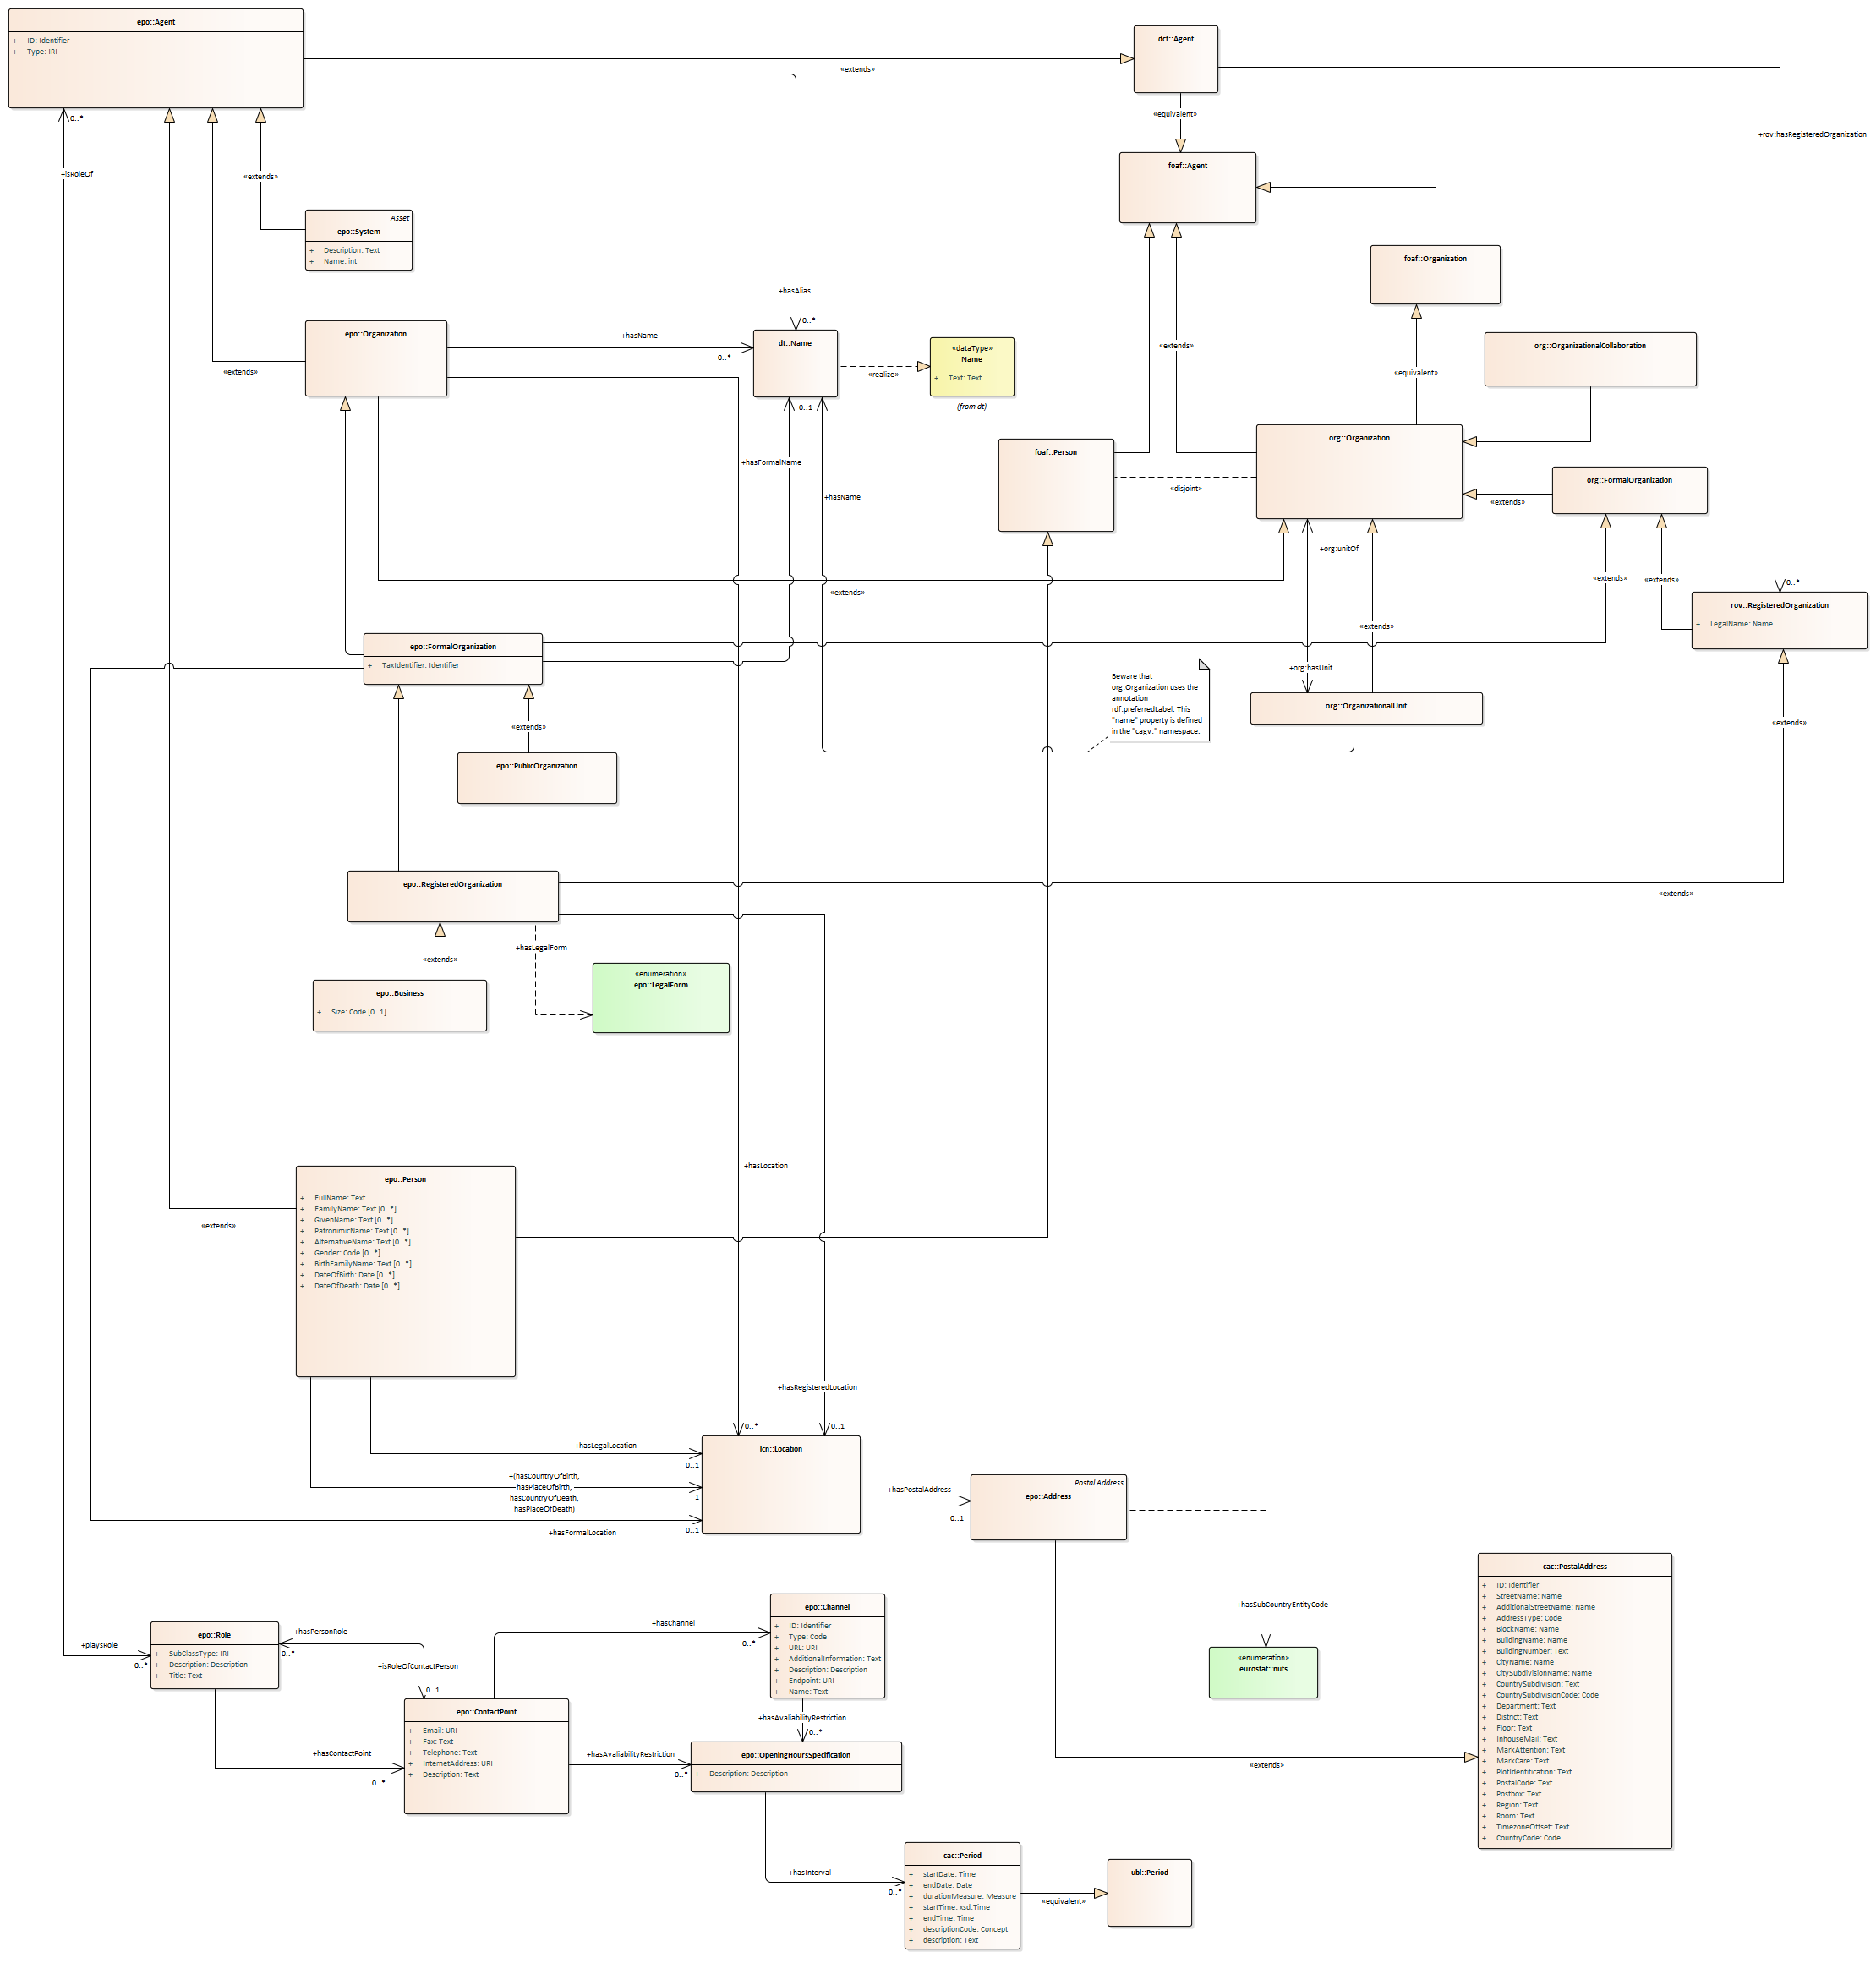 epo::Agent
+ ID: Identifier
+ Type: IRI
dct::Agent
«extends»
«equivalent»
+rov:hasRegisteredOrganization
0..*
+isRoleOf
foaf::Agent
«extends»
Asset
epo::System
+ Description: Text
+ Name: int
foaf::Organization
+hasAlias
0..*
epo::Organization
+hasName
0..*
dt::Name
«dataType»
Name
+ Text: Text
(from dt)
«realize»
«extends»
«extends»
org::OrganizationalCollaboration
«equivalent»
0..1
+hasFormalName
+hasName
foaf::Person
org::Organization
«disjoint»
org::FormalOrganization
«extends»
+org:unitOf
«extends»
«extends»
«extends»
0..*
rov::RegisteredOrganization
+ LegalName: Name
epo::FormalOrganization
+ TaxIdentifier: Identifier
«extends»
+org:hasUnit
Beware that
org:Organization uses the
annotation
rdf:preferredLabel. This
"name" property is defined
in the "cagv:" namespace.
org::OrganizationalUnit
«extends»
«extends»
epo::PublicOrganization
epo::RegisteredOrganization
«extends»
+hasLegalForm
«extends»
«enumeration»
epo::LegalForm
epo::Business
+ Size: Code [0..1]
+hasLocation
epo::Person
+ FullName: Text
+ FamilyName: Text [0..*]
+ GivenName: Text [0..*]
+ PatronimicName: Text [0..*]
+ AlternativeName: Text [0..*]
+ Gender: Code [0..*]
+ BirthFamilyName: Text [0..*]
+ DateOfBirth: Date [0..*]
+ DateOfDeath: Date [0..*]
«extends»
+hasRegisteredLocation
0..*
0..1
lcn::Location
+hasLegalLocation
0..1
+(hasCountryOfBirth,
hasPlaceOfBirth,
hasCountryOfDeath,
hasPlaceOfDeath)
1
+hasFormalLocation
0..1
+hasPostalAddress
0..1
Postal Address
epo::Address
+hasSubCountryEntityCode
«enumeration»
eurostat::nuts
cac::PostalAddress
+ ID: Identifier
+ StreetName: Name
+ AdditionalStreetName: Name
+ AddressType: Code
+ BlockName: Name
+ BuildingName: Name
+ BuildingNumber: Text
+ CityName: Name
+ CitySubdivisionName: Name
+ CountrySubdivision: Text
+ CountrySubdivisionCode: Code
+ Department: Text
+ District: Text
+ Floor: Text
+ InhouseMail: Text
+ MarkAttention: Text
+ MarkCare: Text
+ PlotIdentification: Text
+ PostalCode: Text
+ Postbox: Text
+ Region: Text
+ Room: Text
+ TimezoneOffset: Text
+ CountryCode: Code
«extends»
+playsRole
0..*
epo::Role
+ SubClassType: IRI
+ Description: Description
+ Title: Text
+hasPersonRole
0..*
+isRoleOfContactPerson
0..1
+hasChannel
0..*
epo::Channel
+ ID: Identifier
+ Type: Code
+ URL: URI
+ AdditionalInformation: Text
+ Description: Description
+ Endpoint: URI
+ Name: Text
+hasContactPoint
0..*
epo::ContactPoint
+ Email: URI
+ Fax: Text
+ Telephone: Text
+ InternetAddress: URI
+ Description: Text
+hasAvaliabilityRestriction
0..*
+hasAvaliabilityRestriction
0..*
epo::OpeningHoursSpecification
+ Description: Description
+hasInterval
0..*
cac::Period
+ startDate: Time
+ endDate: Date
+ durationMeasure: Measure
+ startTime: xsd:Time
+ endTime: Time
+ descriptionCode: Concept
+ description: Text
«equivalent»
ubl::Period